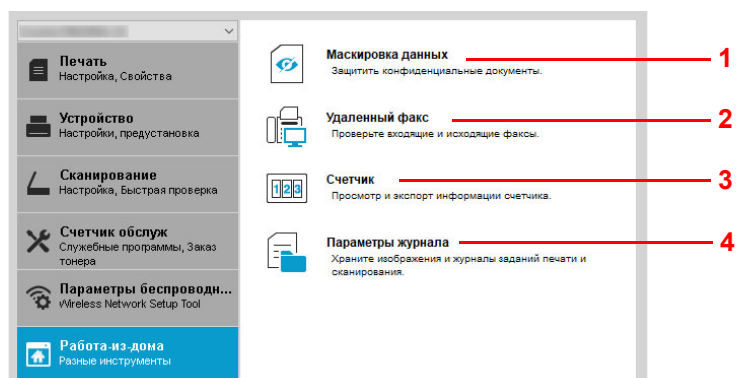 Печать
Настройка, Свойства
Устройство
Настройки, предустановка
Сканирование
Настройка, Быстрая проверка
Счетчик обслуж
Служебные программы, Заказ
тонера
Параметры беспроводн...
Wireless Network Setup Tool
Работа-из-дома
Разные инструменты
Маскировка данных
1
Защитить конфиденциальные документы.
Удаленный факс
2
Проверьте входящие и исходящие факсы.
123
Счетчик
3
Просмотр и экспорт информации счетчика.
Параметры журнала
4
Храните изображения и журналы заданий печати и
сканирования.